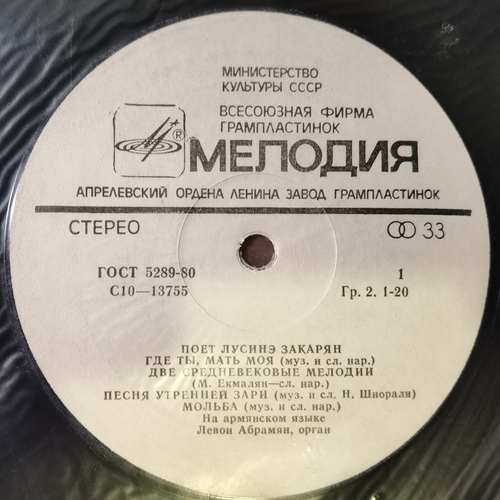 МИНИСТЕРСТВО
КУЛЬТУРЫ СССР
ВСЕСОЮЗНАЯ ФИРМА
ГРАМПЛАСТИНОК
®
МЕЛОДИЯ
АПРЕЛЕВСКИЙ ОРДЕНА ЛЕНИНА ЗАВОД ГРАМПЛАСТИНОК
СТЕРЕО 33
ГОСТ 5289-80 1
С10—13755 Гр. 2. 1-20
ПОЕТ ЛУСИНЭ ЗАКАРЯН
ГДЕ ТЫ, МАТЬ МОЯ (муз. и сл. нар.)
ДВЕ СРЕДНЕВЕКОВЫЕ МЕЛОДИИ
(М. Екмалян—сл. нар.)
ПЕСНЯ УТРЕННЕЙ ЗАРИ (муз. и сл. Н. Шнорали)
МОЛЬБА (муз. и сл. нар.)
На армянском языке
Левон Абрамян, орган